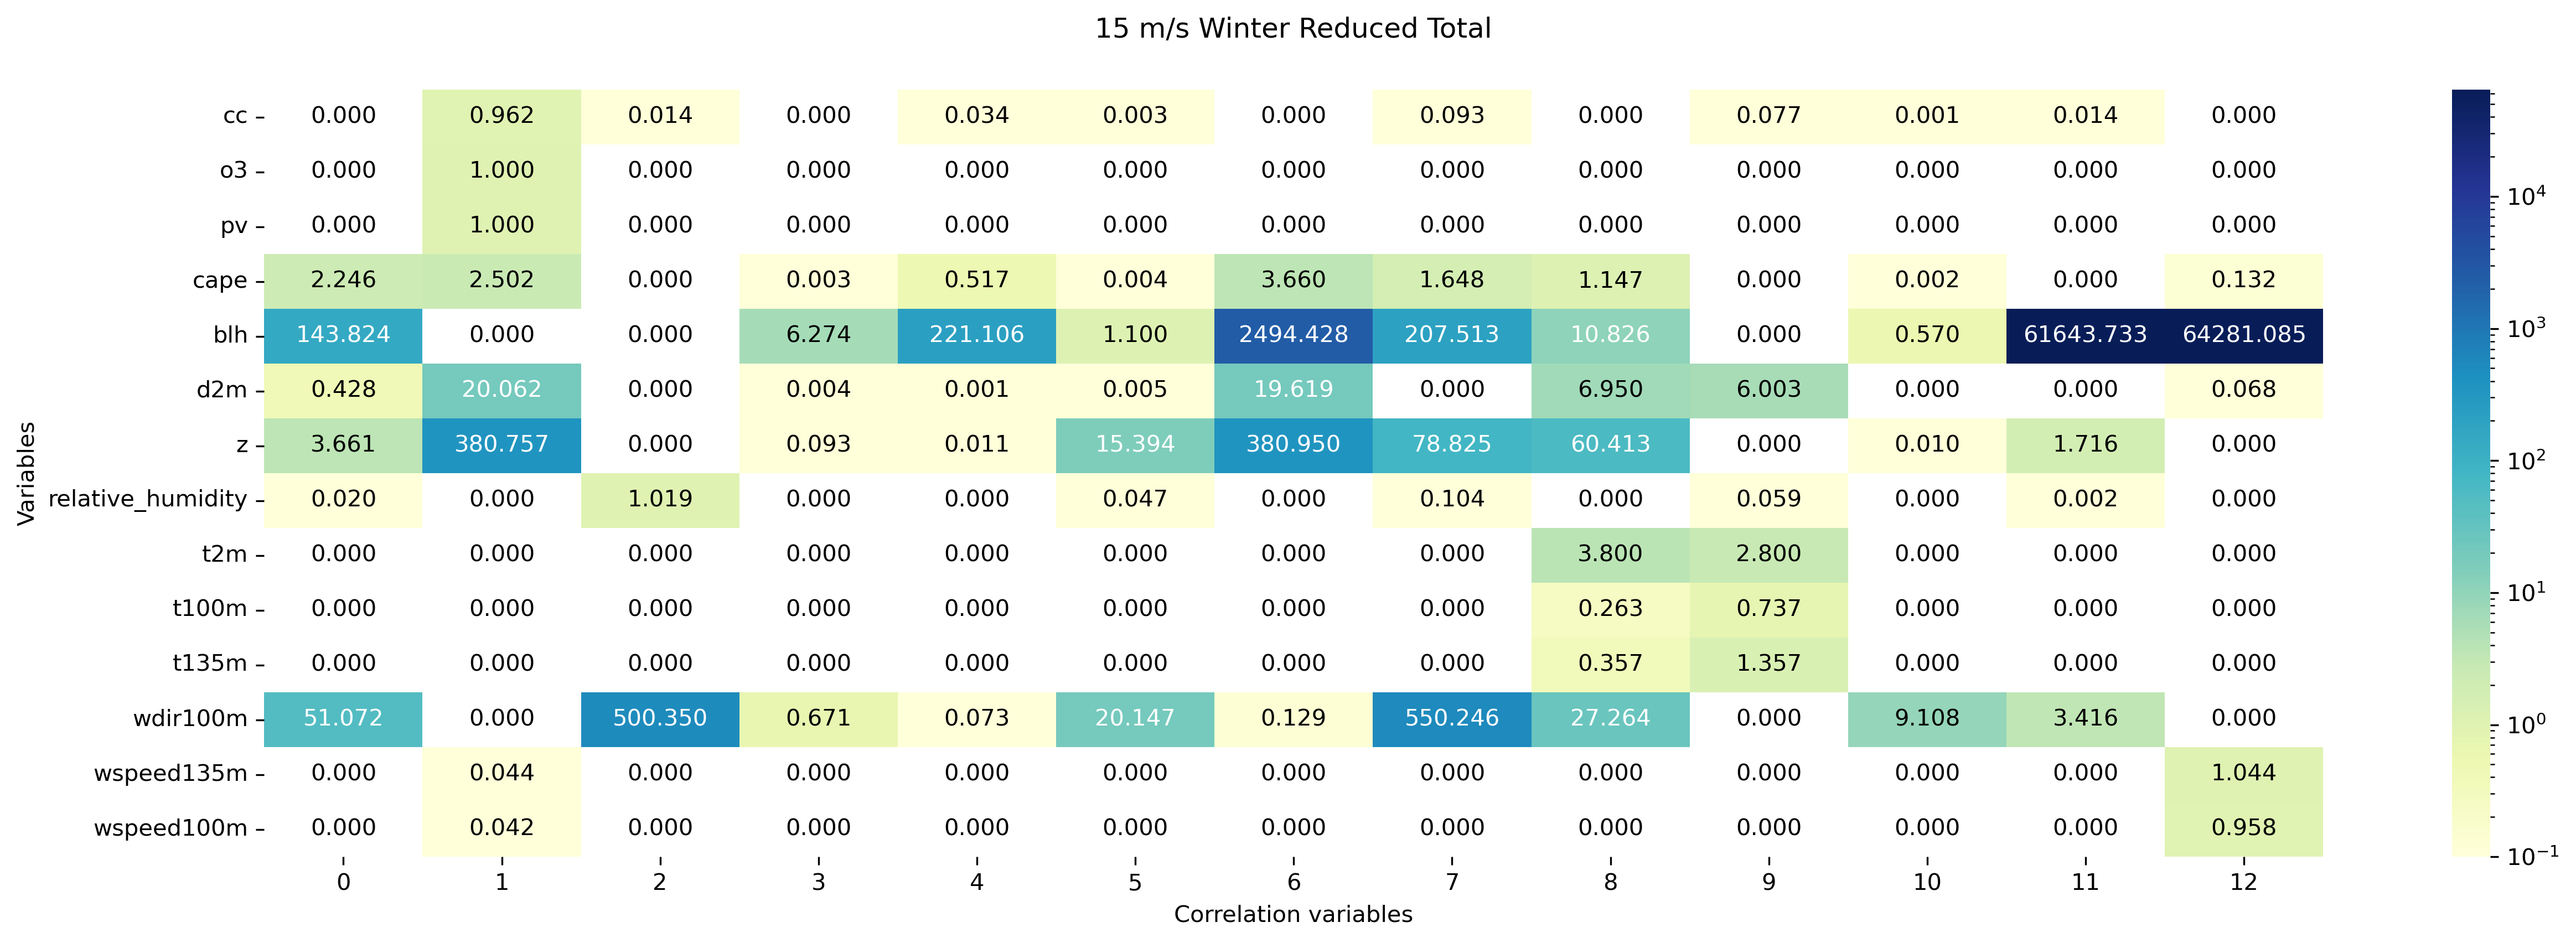 15 m/s Winter Reduced Total
cc 0.000 0.962 0.014 0.000 0.034 0.003 0.000 0.093 0.000 0.077 0.001 0.014 0.000
o3 0.000 1.000 0.000 0.000 0.000 0.000 0.000 0.000 0.000 0.000 0.000 0.000 0.000
pv 0.000 1.000 0.000 0.000 0.000 0.000 0.000 0.000 0.000 0.000 0.000 0.000 0.000
cape 2.246 2.502 0.000 0.003 0.517 0.004 3.660 1.648 1.147 0.000 0.002 0.000 0.132
blh 143.824 0.000 0.000 6.274 221.106 1.100 2494.428 207.513 10.826 0.000 0.570 61643.733 64281.085
d2m 0.428 20.062 0.000 0.004 0.001 0.005 19.619 0.000 6.950 6.003 0.000 0.000 0.068
z 3.661 380.757 0.000 0.093 0.011 15.394 380.950 78.825 60.413 0.000 0.010 1.716 0.000
relative_humidity 0.020 0.000 1.019 0.000 0.000 0.047 0.000 0.104 0.000 0.059 0.000 0.002 0.000
t2m 0.000 0.000 0.000 0.000 0.000 0.000 0.000 0.000 3.800 2.800 0.000 0.000 0.000
t100m 0.000 0.000 0.000 0.000 0.000 0.000 0.000 0.000 0.263 0.737 0.000 0.000 0.000
t135m 0.000 0.000 0.000 0.000 0.000 0.000 0.000 0.000 0.357 1.357 0.000 0.000 0.000
wdir100m 51.072 0.000 500.350 0.671 0.073 20.147 0.129 550.246 27.264 0.000 9.108 3.416 0.000
wspeed135m 0.000 0.044 0.000 0.000 0.000 0.000 0.000 0.000 0.000 0.000 0.000 0.000 1.044
wspeed100m 0.000 0.042 0.000 0.000 0.000 0.000 0.000 0.000 0.000 0.000 0.000 0.000 0.958
0 1 2 3 4 5 6 7 8 9 10 11 12
Correlation variables
Variables
10⁴
10³
10²
10¹
10⁰
10⁻¹